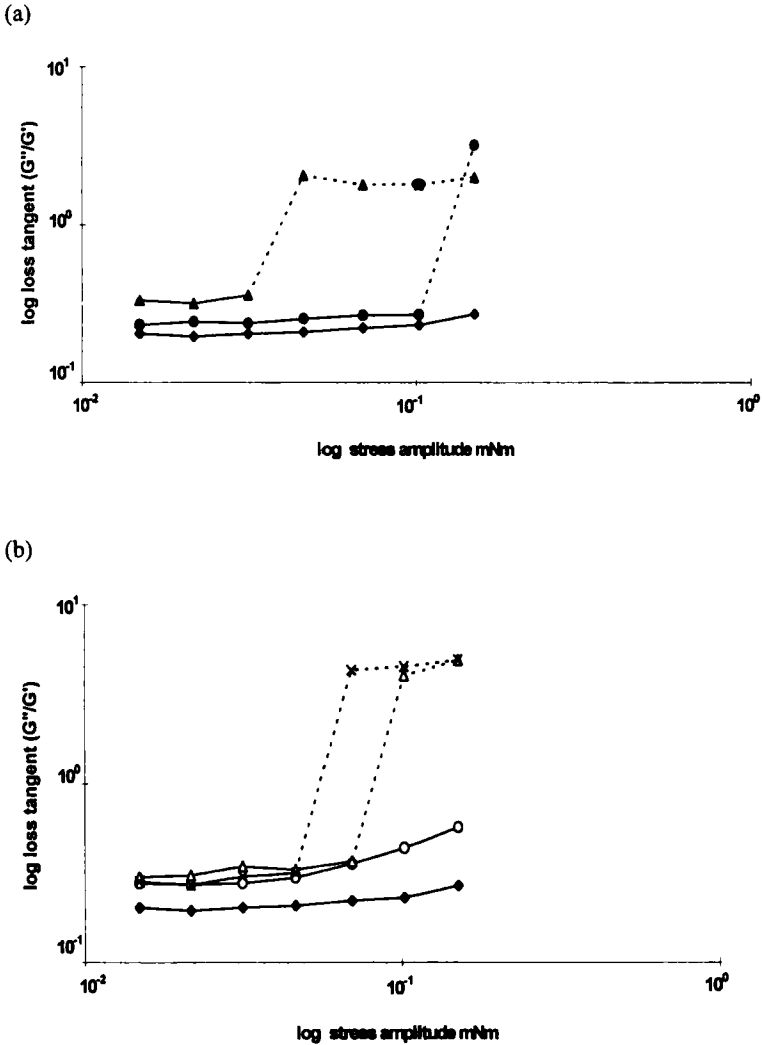 (a)
10¹
log loss tangent (G"/G')
10⁰
10⁻¹
10⁻² 10⁻¹ 10⁰
log stress amplitude mNm
(b)
10¹
log loss tangent (G"/G')
10⁰
10⁻¹
10⁻² 10⁻¹ 10⁰
log stress amplitude mNm